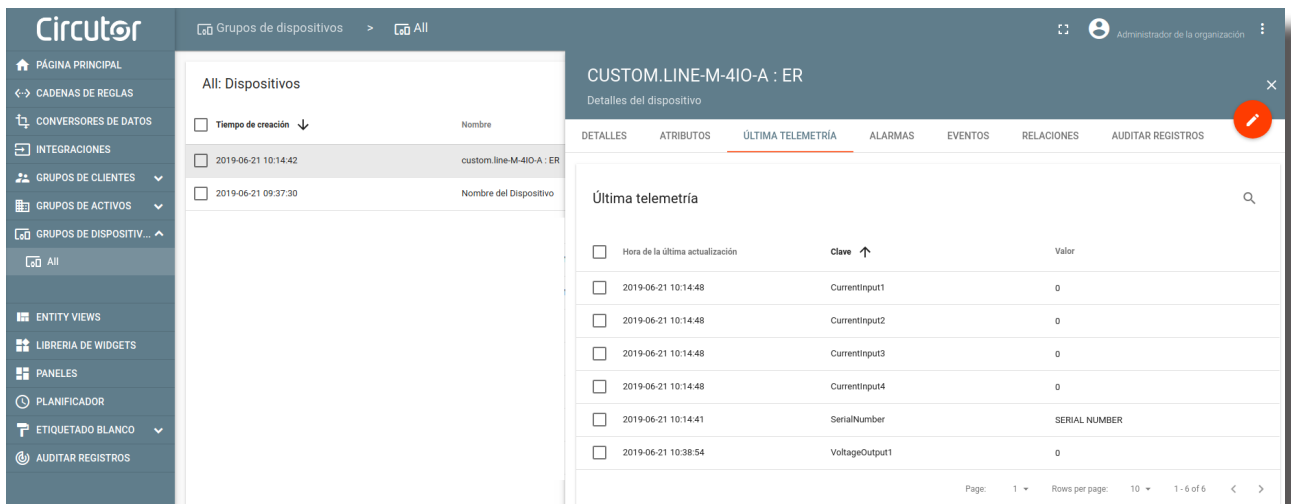 Circutor
Grupos de dispositivos > All
Administrador de la organización
PÁGINA PRINCIPAL
CADENAS DE REGLAS
CONVERSORES DE DATOS
INTEGRACIONES
GRUPOS DE CLIENTES
GRUPOS DE ACTIVOS
GRUPOS DE DISPOSITIV...
All
ENTITY VIEWS
LIBRERIA DE WIDGETS
PANELES
PLANIFICADOR
ETIQUETADO BLANCO
AUDITAR REGISTROS
All: Dispositivos
Tiempo de creación Nombre
2019-06-21 10:14:42 custom.line-M-4IO-A : ER
2019-06-21 09:37:30 Nombre del Dispositivo
CUSTOM.LINE-M-4IO-A : ER
Detalles del dispositivo
DETALLES ATRIBUTOS ÚLTIMA TELEMETRÍA ALARMAS EVENTOS RELACIONES AUDITAR REGISTROS
Última telemetría
Hora de la última actualización Clave Valor
2019-06-21 10:14:48 CurrentInput1 0
2019-06-21 10:14:48 CurrentInput2 0
2019-06-21 10:14:48 CurrentInput3 0
2019-06-21 10:14:48 CurrentInput4 0
2019-06-21 10:14:41 SerialNumber SERIAL NUMBER
2019-06-21 10:38:54 VoltageOutput1 0
Page: 1 Rows per page: 10 1 - 6 of 6